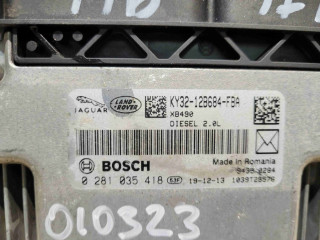 JAGUAR
LAND ROVER
KY32-12B684-FBA
XB490
DIESEL 2.0L
BOSCH
Made in Romania
0 281 035 418
19-12-13
010323